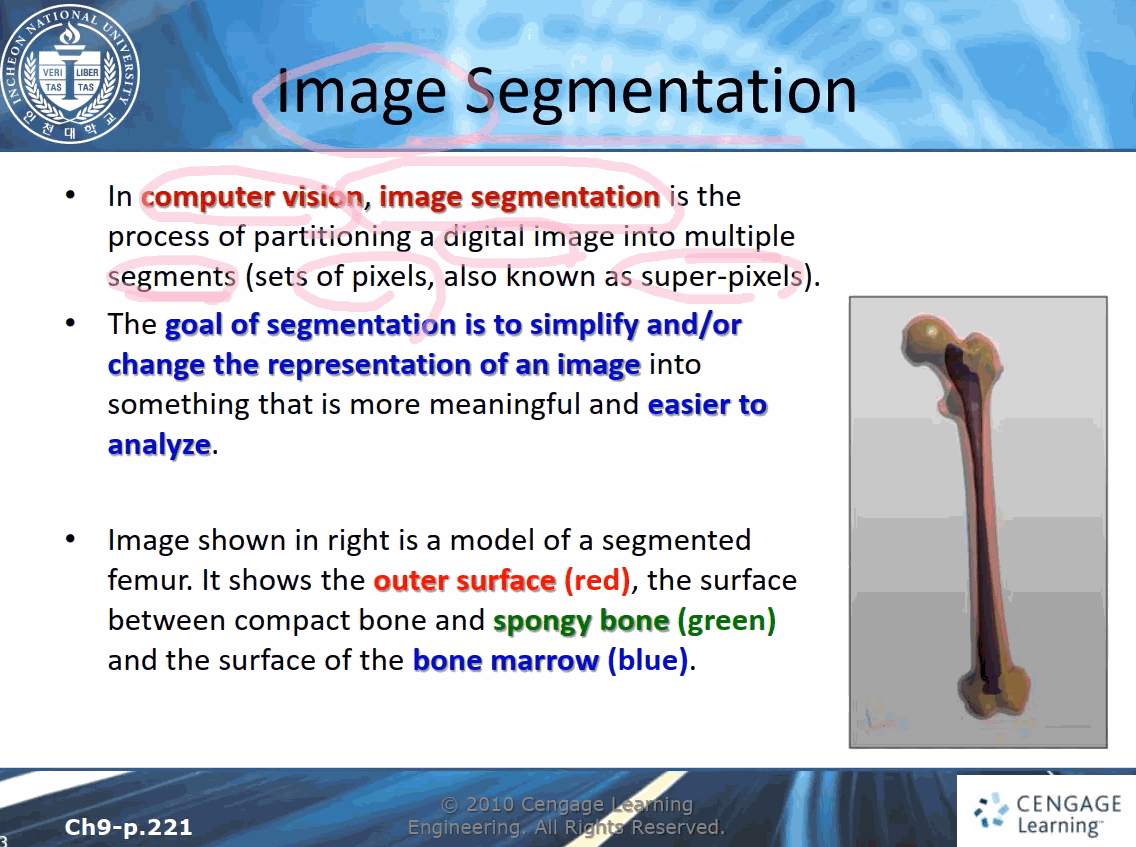 INCHEON NATIONAL UNIVERSITY
VERI LIBER
TAS TAS
인천대학교
Image Segmentation
• In computer vision, image segmentation is the
process of partitioning a digital image into multiple
segments (sets of pixels, also known as super-pixels).
• The goal of segmentation is to simplify and/or
change the representation of an image into
something that is more meaningful and easier to
analyze.
• Image shown in right is a model of a segmented
femur. It shows the outer surface (red), the surface
between compact bone and spongy bone (green)
and the surface of the bone marrow (blue).
© 2010 Cengage Learning
Engineering. All Rights Reserved.
Ch9-p.221
3
CENGAGE
Learning™